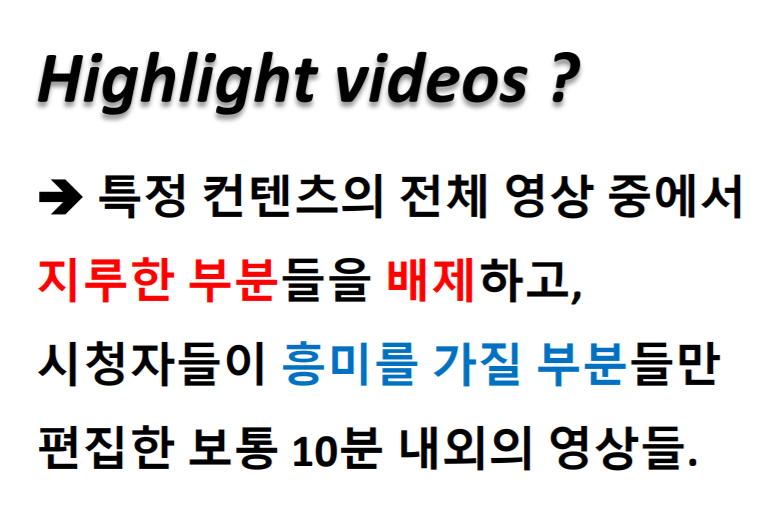 Highlight videos ?
➔ 특정 컨텐츠의 전체 영상 중에서
지루한 부분들을 배제하고,
시청자들이 흥미를 가질 부분들만
편집한 보통 10분 내외의 영상들.